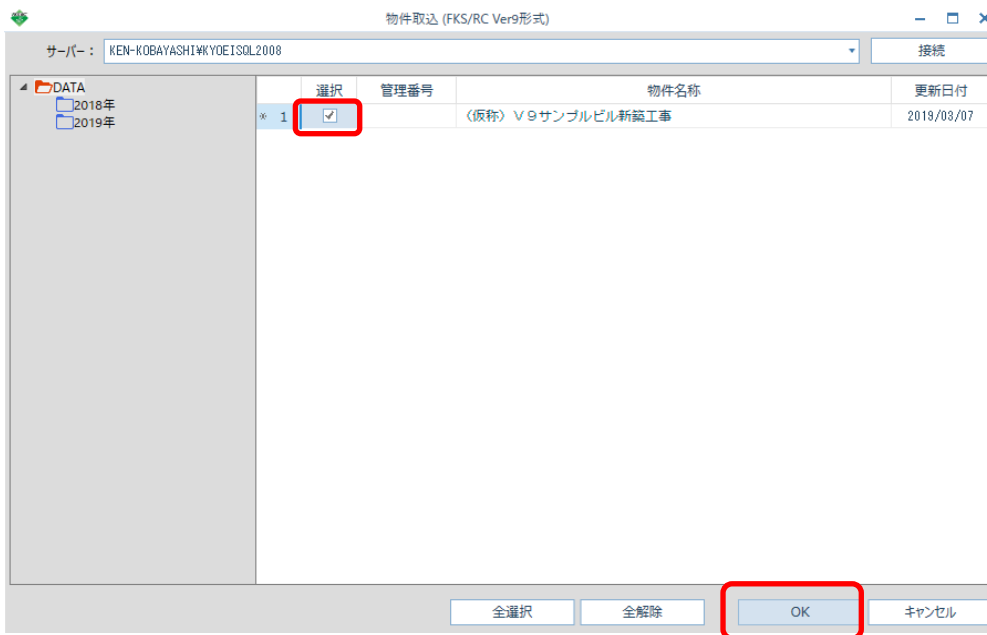 物件取込 (FKS/RC Ver9形式)
サーバー： KEN-KOBAYASHI¥KYOEISQL2008 接続
DATA
2018年
2019年
選択 管理番号 物件名称 更新日付
* 1 〈仮称〉Ｖ９サンプルビル新築工事 2019/03/07
全選択 全解除 OK キャンセル